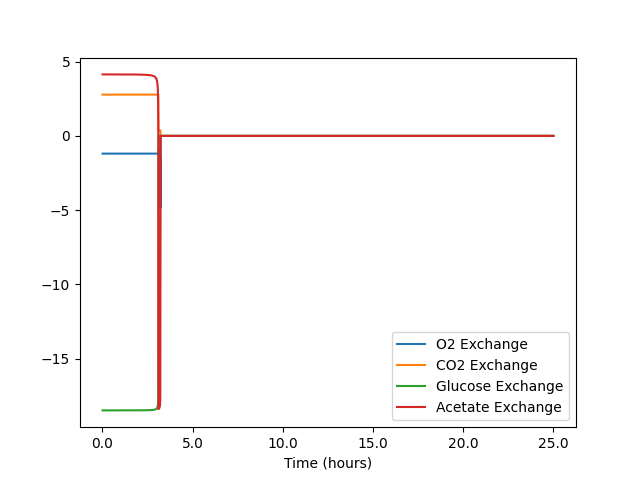 5
0
−5
−10
−15
0.0 5.0 10.0 15.0 20.0 25.0
Time (hours)
O2 Exchange
CO2 Exchange
Glucose Exchange
Acetate Exchange